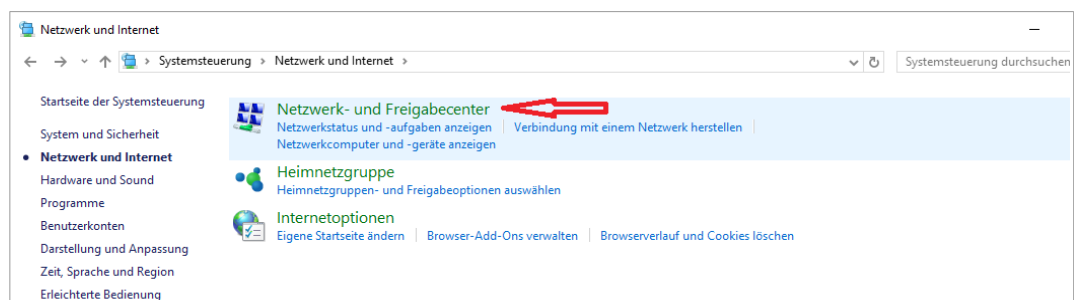 Netzwerk und Internet
Systemsteuerung > Netzwerk und Internet >
Systemsteuerung durchsuchen
Startseite der Systemsteuerung
System und Sicherheit
Netzwerk und Internet
Hardware und Sound
Programme
Benutzerkonten
Darstellung und Anpassung
Zeit, Sprache und Region
Erleichterte Bedienung
Netzwerk- und Freigabecenter
Netzwerkstatus und -aufgaben anzeigen | Verbindung mit einem Netzwerk herstellen
Netzwerkcomputer und -geräte anzeigen
Heimnetzgruppe
Heimnetzgruppen- und Freigabeoptionen auswählen
Internetoptionen
Eigene Startseite ändern | Browser-Add-Ons verwalten | Browserverlauf und Cookies löschen